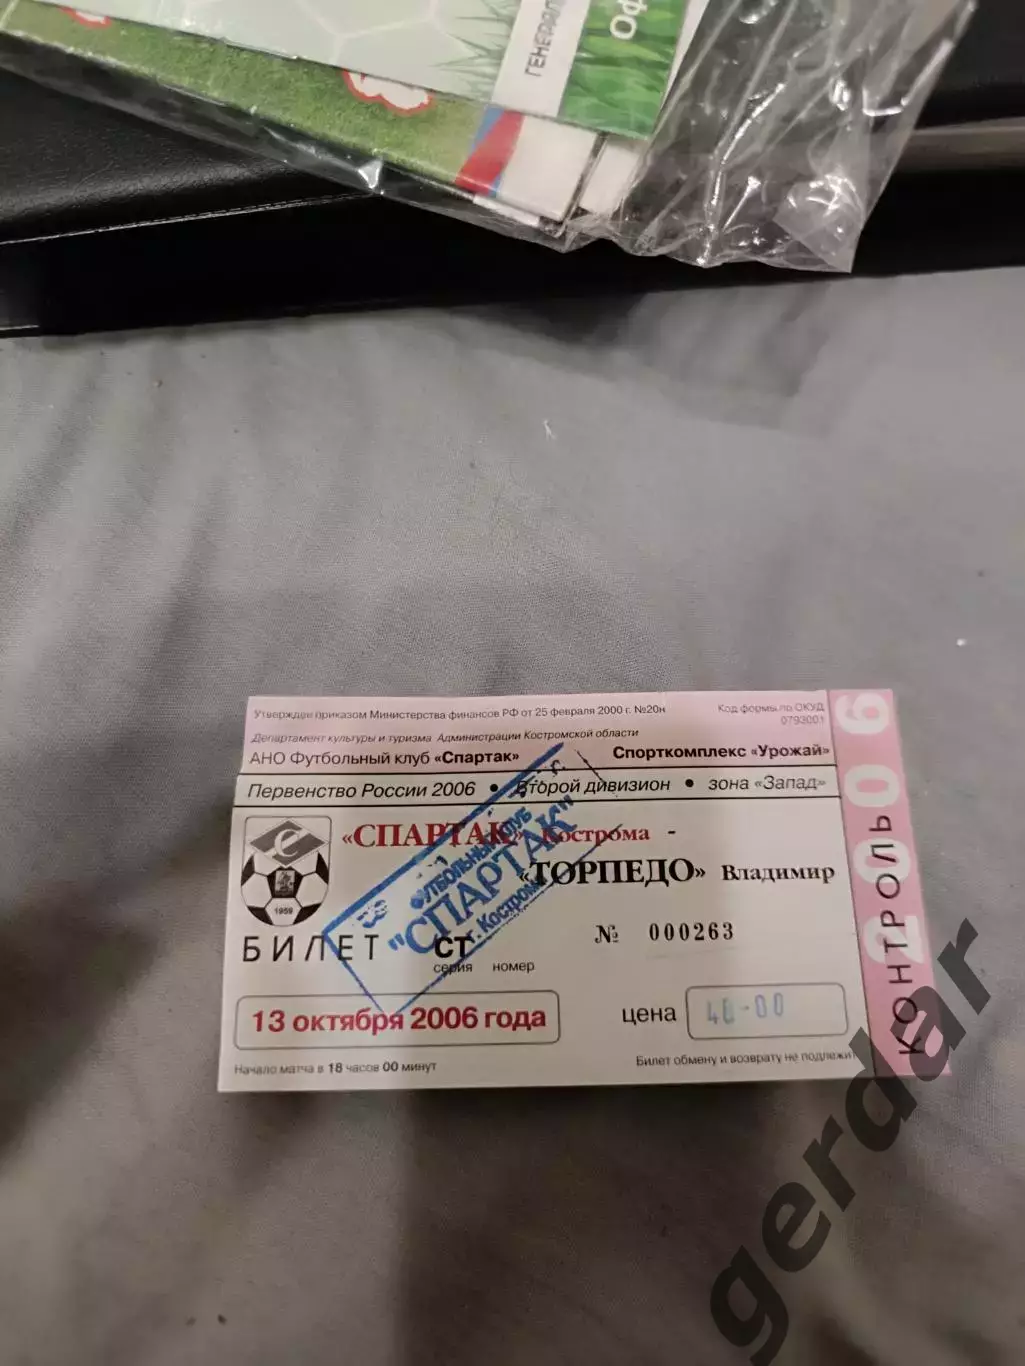 ГЕНЕРАЛ
Оф
Утвержден приказом Министерства финансов РФ от 25 февраля 2000 г. №20н
Код формы по ОКУД
0793001
Департамент культуры и туризма Администрации Костромской области
АНО Футбольный клуб «Спартак»
Спорткомплекс «Урожай»
Первенство России 2006 • Второй дивизион • зона «Запад»
«СПАРТАК» Кострома -
«ТОРПЕДО» Владимир
1959
БИЛЕТ
СТ
серия номер
№ 000263
13 октября 2006 года
цена
40-00
Начало матча в 18 часов 00 минут
Билет обмену и возврату не подлежит
КОНТРОЛЬ
2006
ФУТБОЛЬНЫЙ КЛУБ
"СПАРТАК"
г. Кострома
gerdar